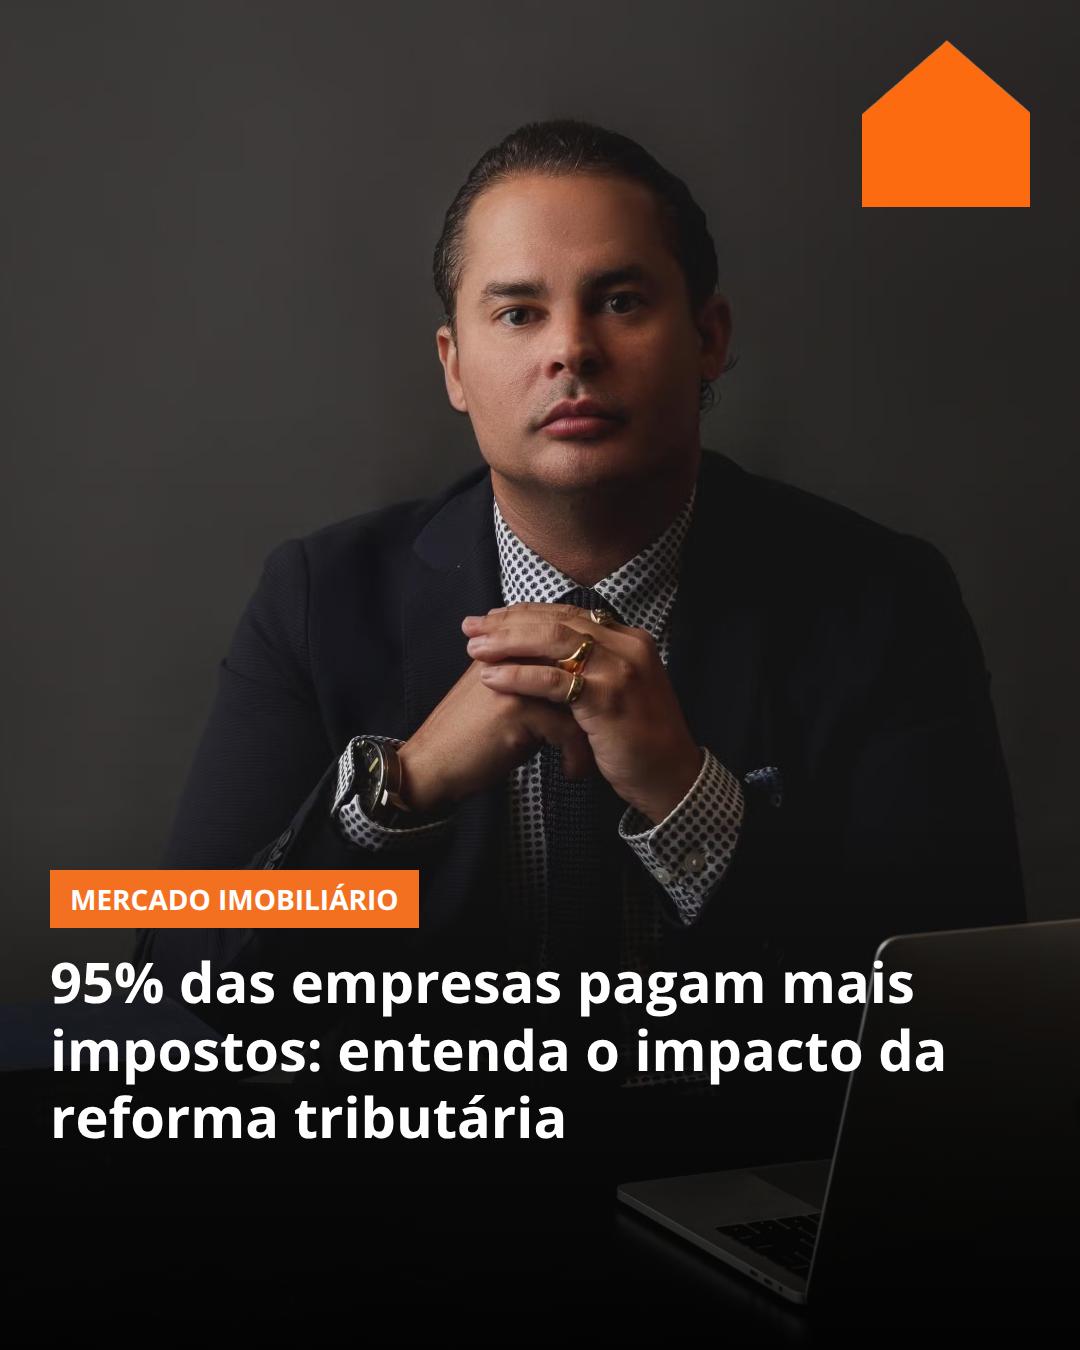 MERCADO IMOBILIÁRIO
95% das empresas pagam mais
impostos: entenda o impacto da
reforma tributária